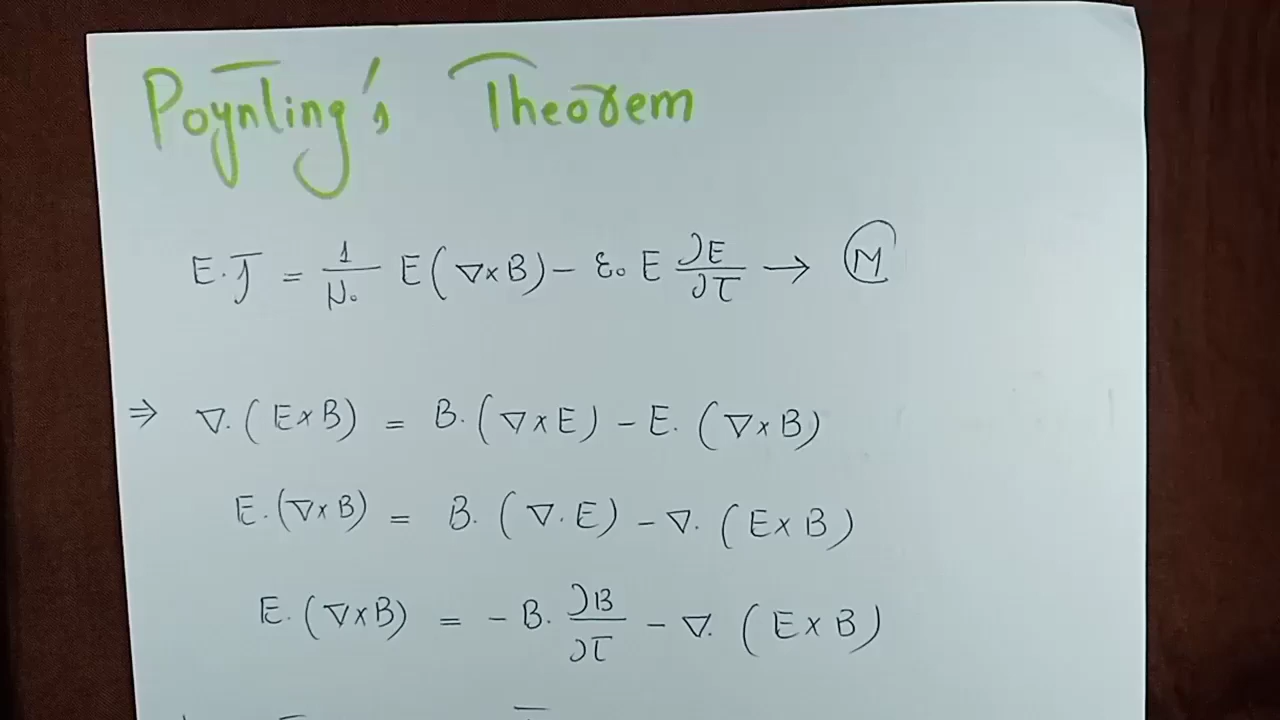 Poynting's Theorem
E.J = 1/μ₀ E(∇×B) - ε₀ E ∂E/∂τ → M
⇒ ∇.(E×B) = B.(∇×E) - E.(∇×B)
E.(∇×B) = B.(∇.E) - ∇.(E×B)
E.(∇×B) = -B.∂B/∂τ - ∇.(E×B)